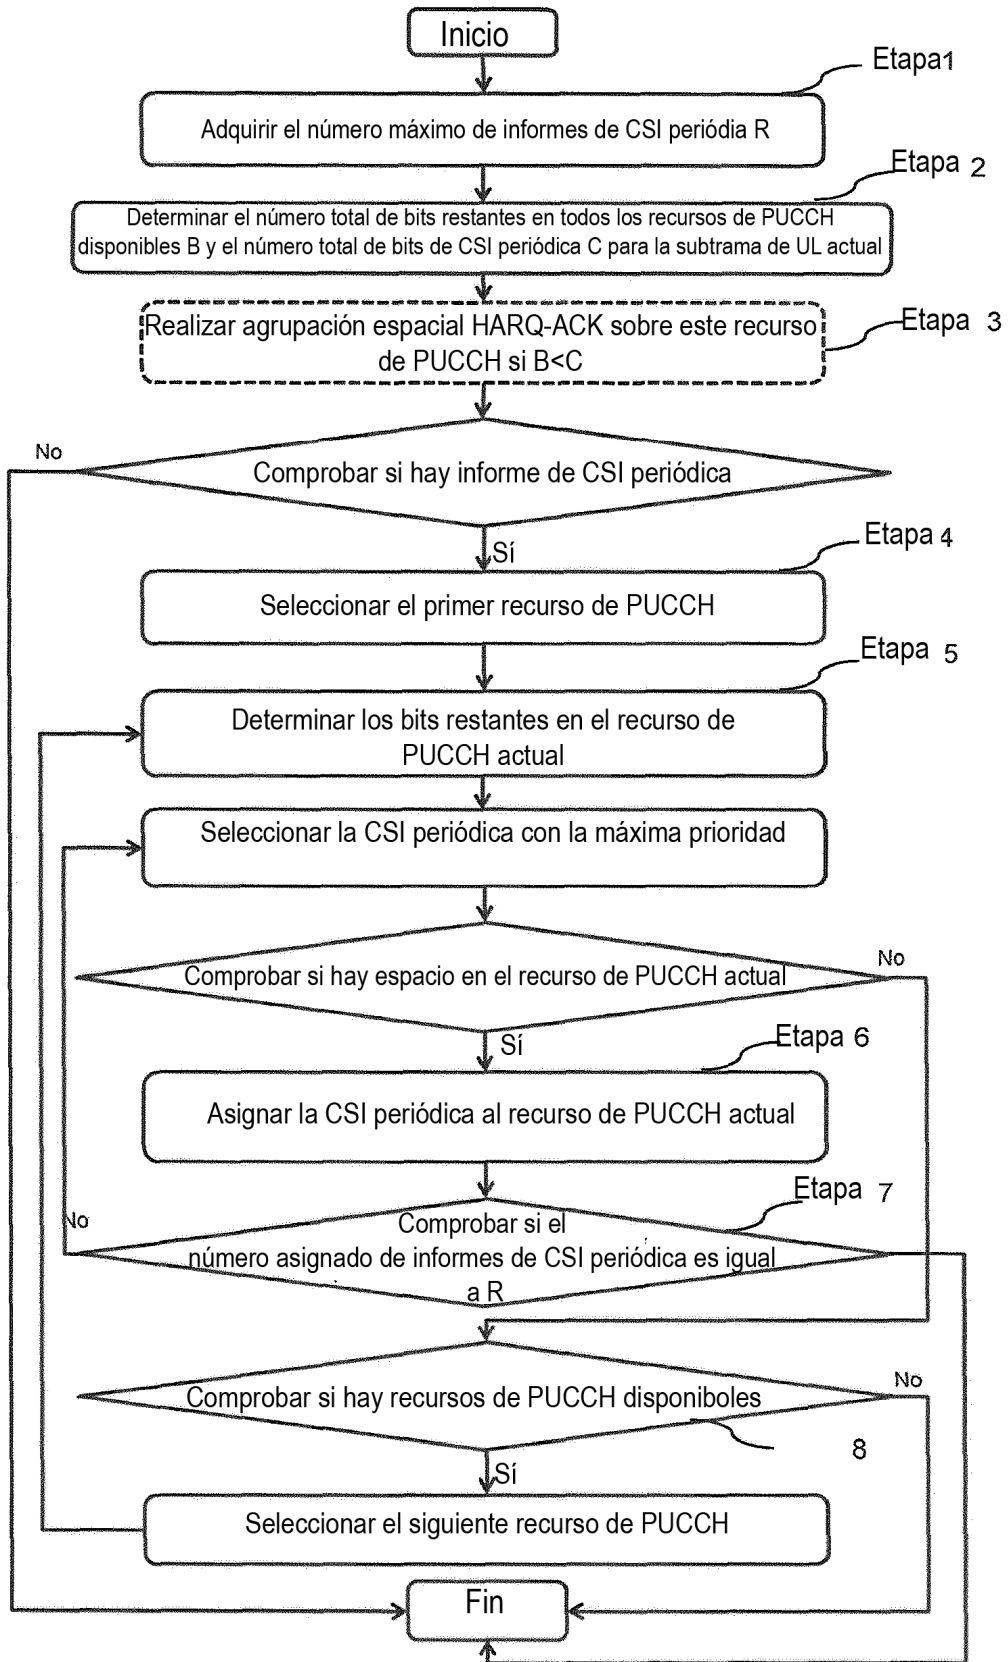 Inicio
Etapa1
Adquirir el número máximo de informes de CSI periódia R
Etapa 2
Determinar el número total de bits restantes en todos los recursos de PUCCH
disponibles B y el número total de bits de CSI periódica C para la subtrama de UL actual
Realizar agrupación espacial HARQ-ACK sobre este recurso
de PUCCH si B<C
Etapa 3
No
Comprobar si hay informe de CSI periódica
Sí
Etapa 4
Seleccionar el primer recurso de PUCCH
Etapa 5
Determinar los bits restantes en el recurso de
PUCCH actual
Seleccionar la CSI periódica con la máxima prioridad
Comprobar si hay espacio en el recurso de PUCCH actual
No
Sí
Etapa 6
Asignar la CSI periódica al recurso de PUCCH actual
Etapa 7
No
Comprobar si el
número asignado de informes de CSI periódica es igual
a R
Comprobar si hay recursos de PUCCH disponiboles
No
8
Sí
Seleccionar el siguiente recurso de PUCCH
Fin